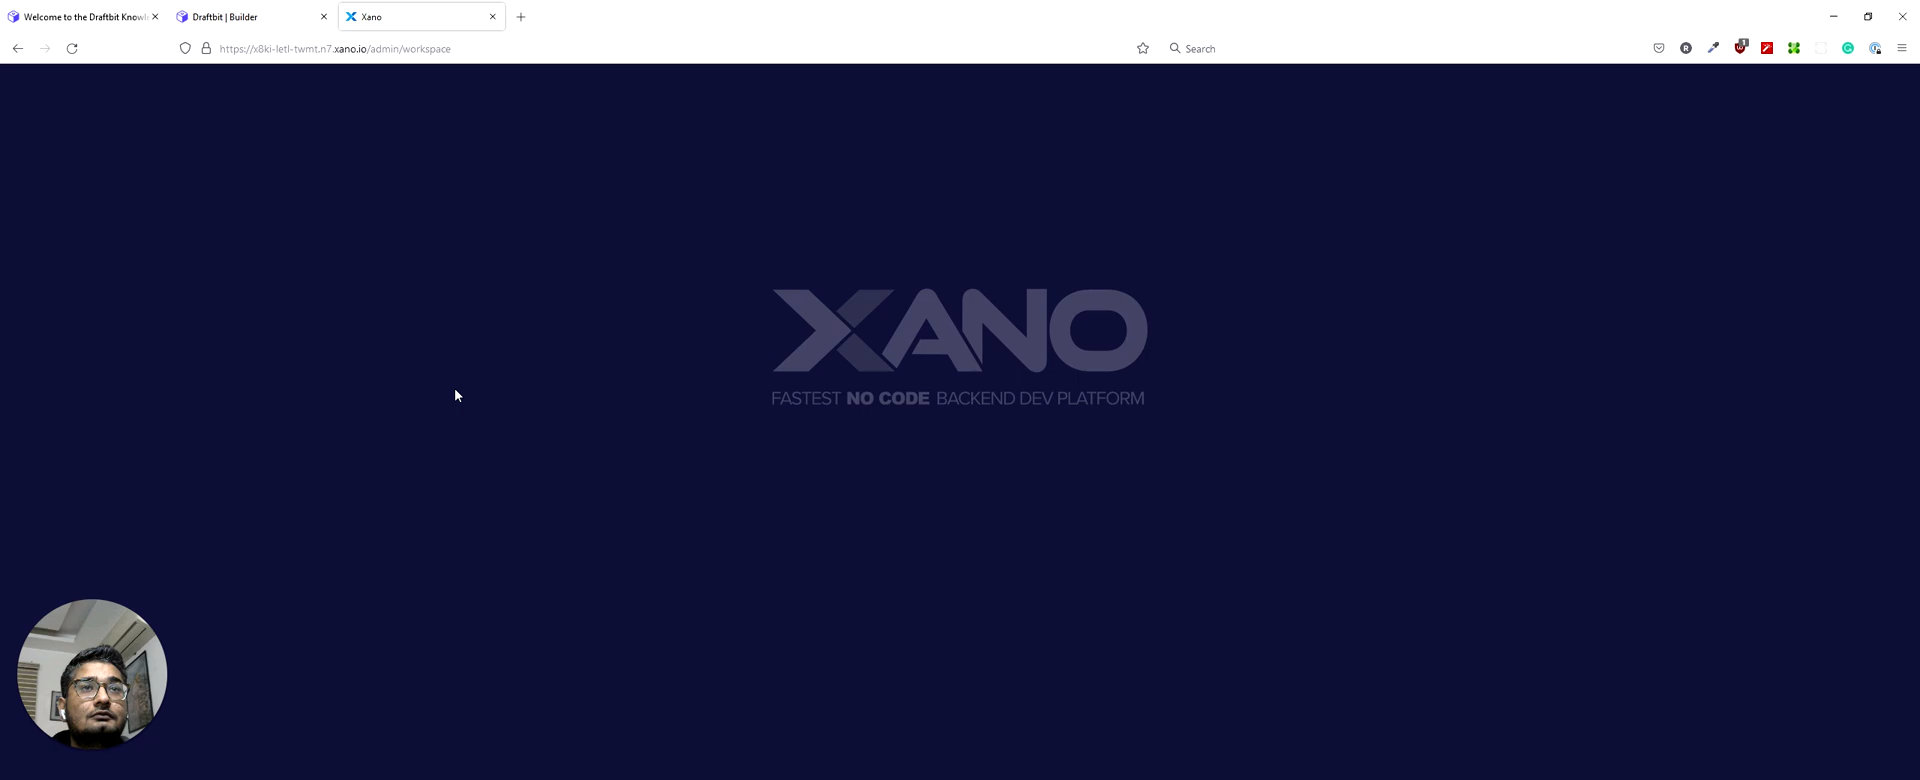 Welcome to the Draftbit Knowl
Draftbit | Builder
Xano
https://x8ki-letl-twmt.n7.xano.io/admin/workspace
Search
1
XANO
FASTEST NO CODE BACKEND DEV PLATFORM